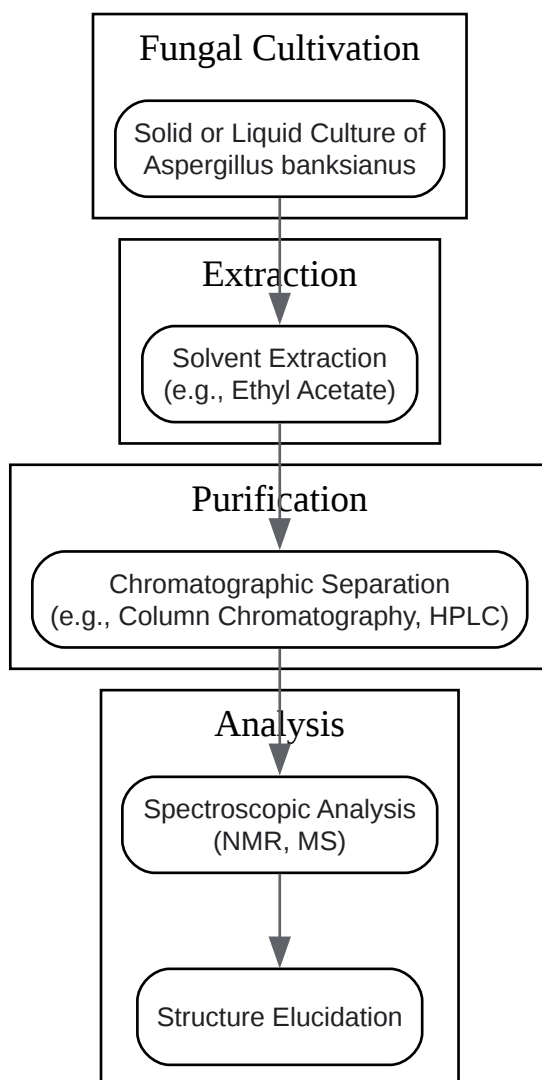 Fungal Cultivation
Solid or Liquid Culture of
Aspergillus banksianus
Extraction
Solvent Extraction
(e.g., Ethyl Acetate)
Purification
Chromatographic Separation
(e.g., Column Chromatography, HPLC)
Analysis
Spectroscopic Analysis
(NMR, MS)
Structure Elucidation